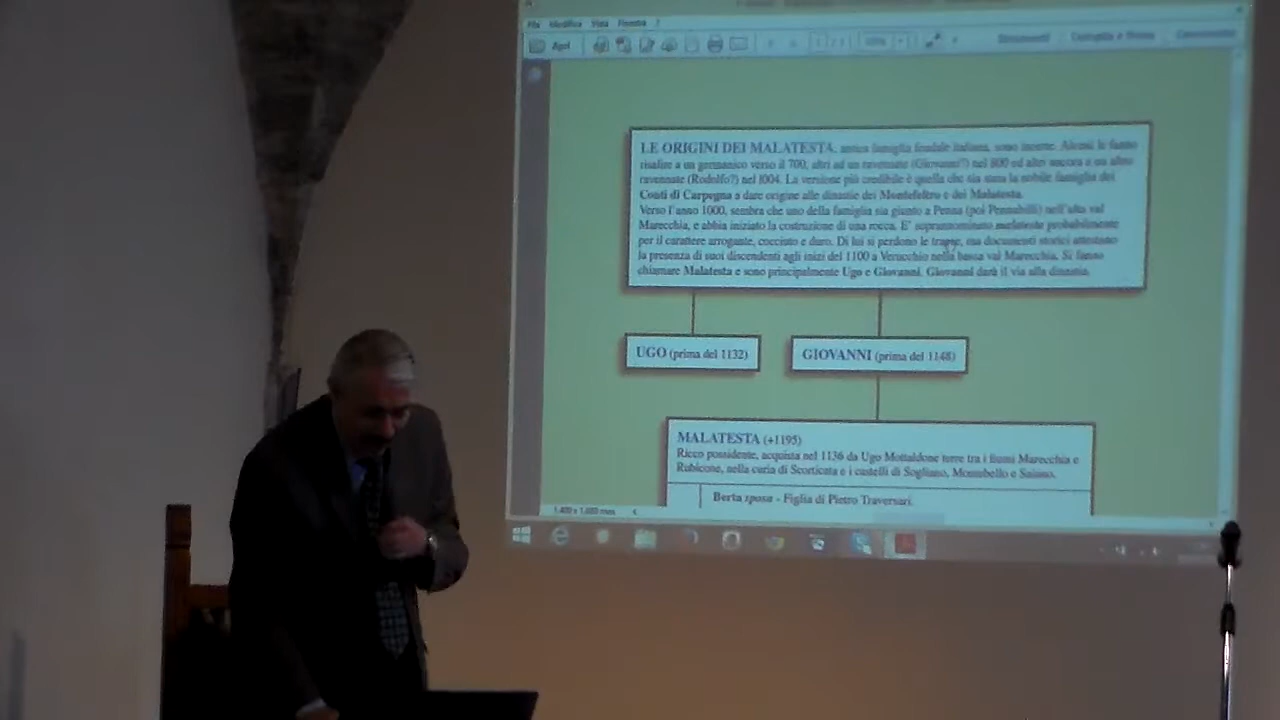 File Modifica Vista Finestra ?
Apri
LE ORIGINI DEI MALATESTA, antica famiglia feudale italiana, sono incerte. Alcuni le fanno
risalire a un germanico verso il 700, altri ad un ravennate (Giovanni?) nel 800 ed altri ancora a un altro
ravennate (Rodolfo?) nel 1004. La versione più credibile è quella che sia stata la nobile famiglia dei
Conti di Carpegna a dare origine alle dinastie dei Montefeltro e dei Malatesta.
Verso l'anno 1000, sembra che uno della famiglia sia giunto a Penna (poi Pennabilli) nell'alta val
Marecchia, e abbia iniziato la costruzione di una rocca. E' soprannominato malatesta probabilmente
per il carattere arrogante, cocciuto e duro. Di lui si perdono le tracce, ma documenti storici attestano
la presenza di suoi discendenti agli inizi del 1100 a Verucchio nella bassa val Marecchia. Si fanno
chiamare Malatesta e sono principalmente Ugo e Giovanni. Giovanni darà il via alla dinastia.
UGO (prima del 1132)
GIOVANNI (prima del 1148)
MALATESTA (+1195)
Ricco possidente, acquista nel 1136 da Ugo Mottaldone terre tra i fiumi Marecchia e
Rubicone, nella curia di Scorticata e i castelli di Sogliano, Montebello e Saiano.
Berta sposa - Figlia di Pietro Traversari.